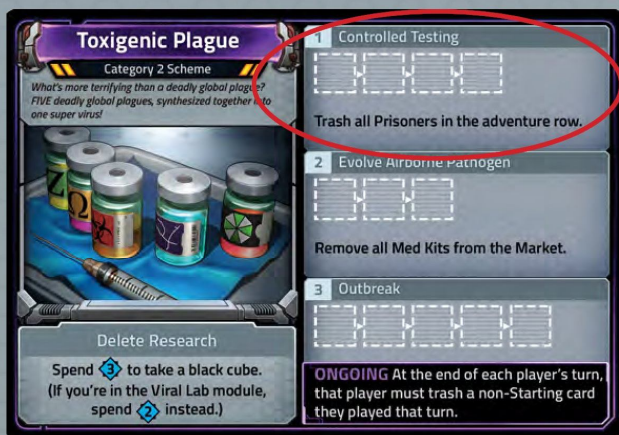 Toxigenic Plague
Category 2 Scheme
What's more terrifying than a deadly global plague?
FIVE deadly global plagues, synthesized together into
one super virus!
Z
Ω
Delete Research
Spend 3 to take a black cube.
(If you're in the Viral Lab module,
spend 2 instead.)
1 Controlled Testing
Trash all Prisoners in the adventure row.
2 Evolve Airborne Pathogen
Remove all Med Kits from the Market.
3 Outbreak
ONGOING At the end of each player's turn,
that player must trash a non-Starting card
they played that turn.